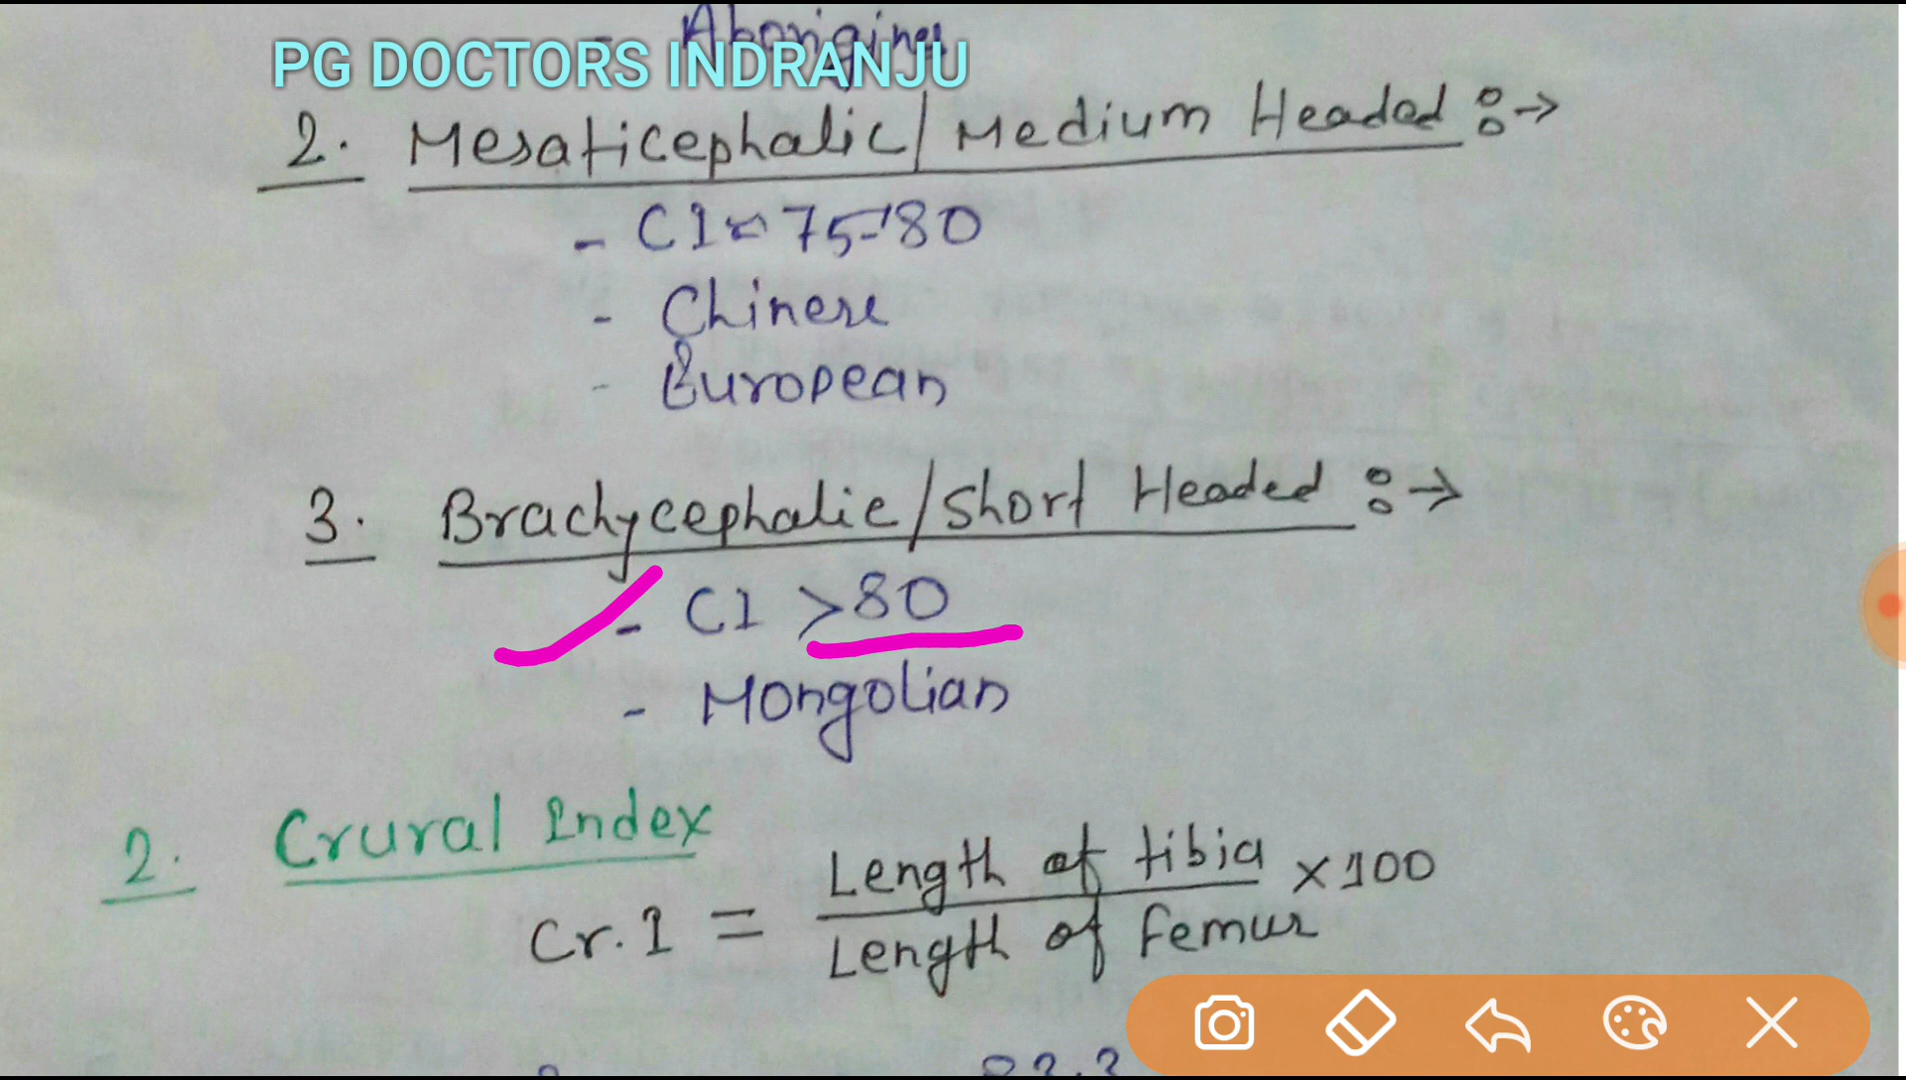 - Aborigines
PG DOCTORS INDRANJU
2. Mesaticephalic/Medium Headed :->
- CI = 75-80
- Chinese
- European
3. Brachycephalic/Short Headed :->
- CI >80
- Mongolian
2. Crural Index
Cr. I = Length of tibia × 100
Length of Femur